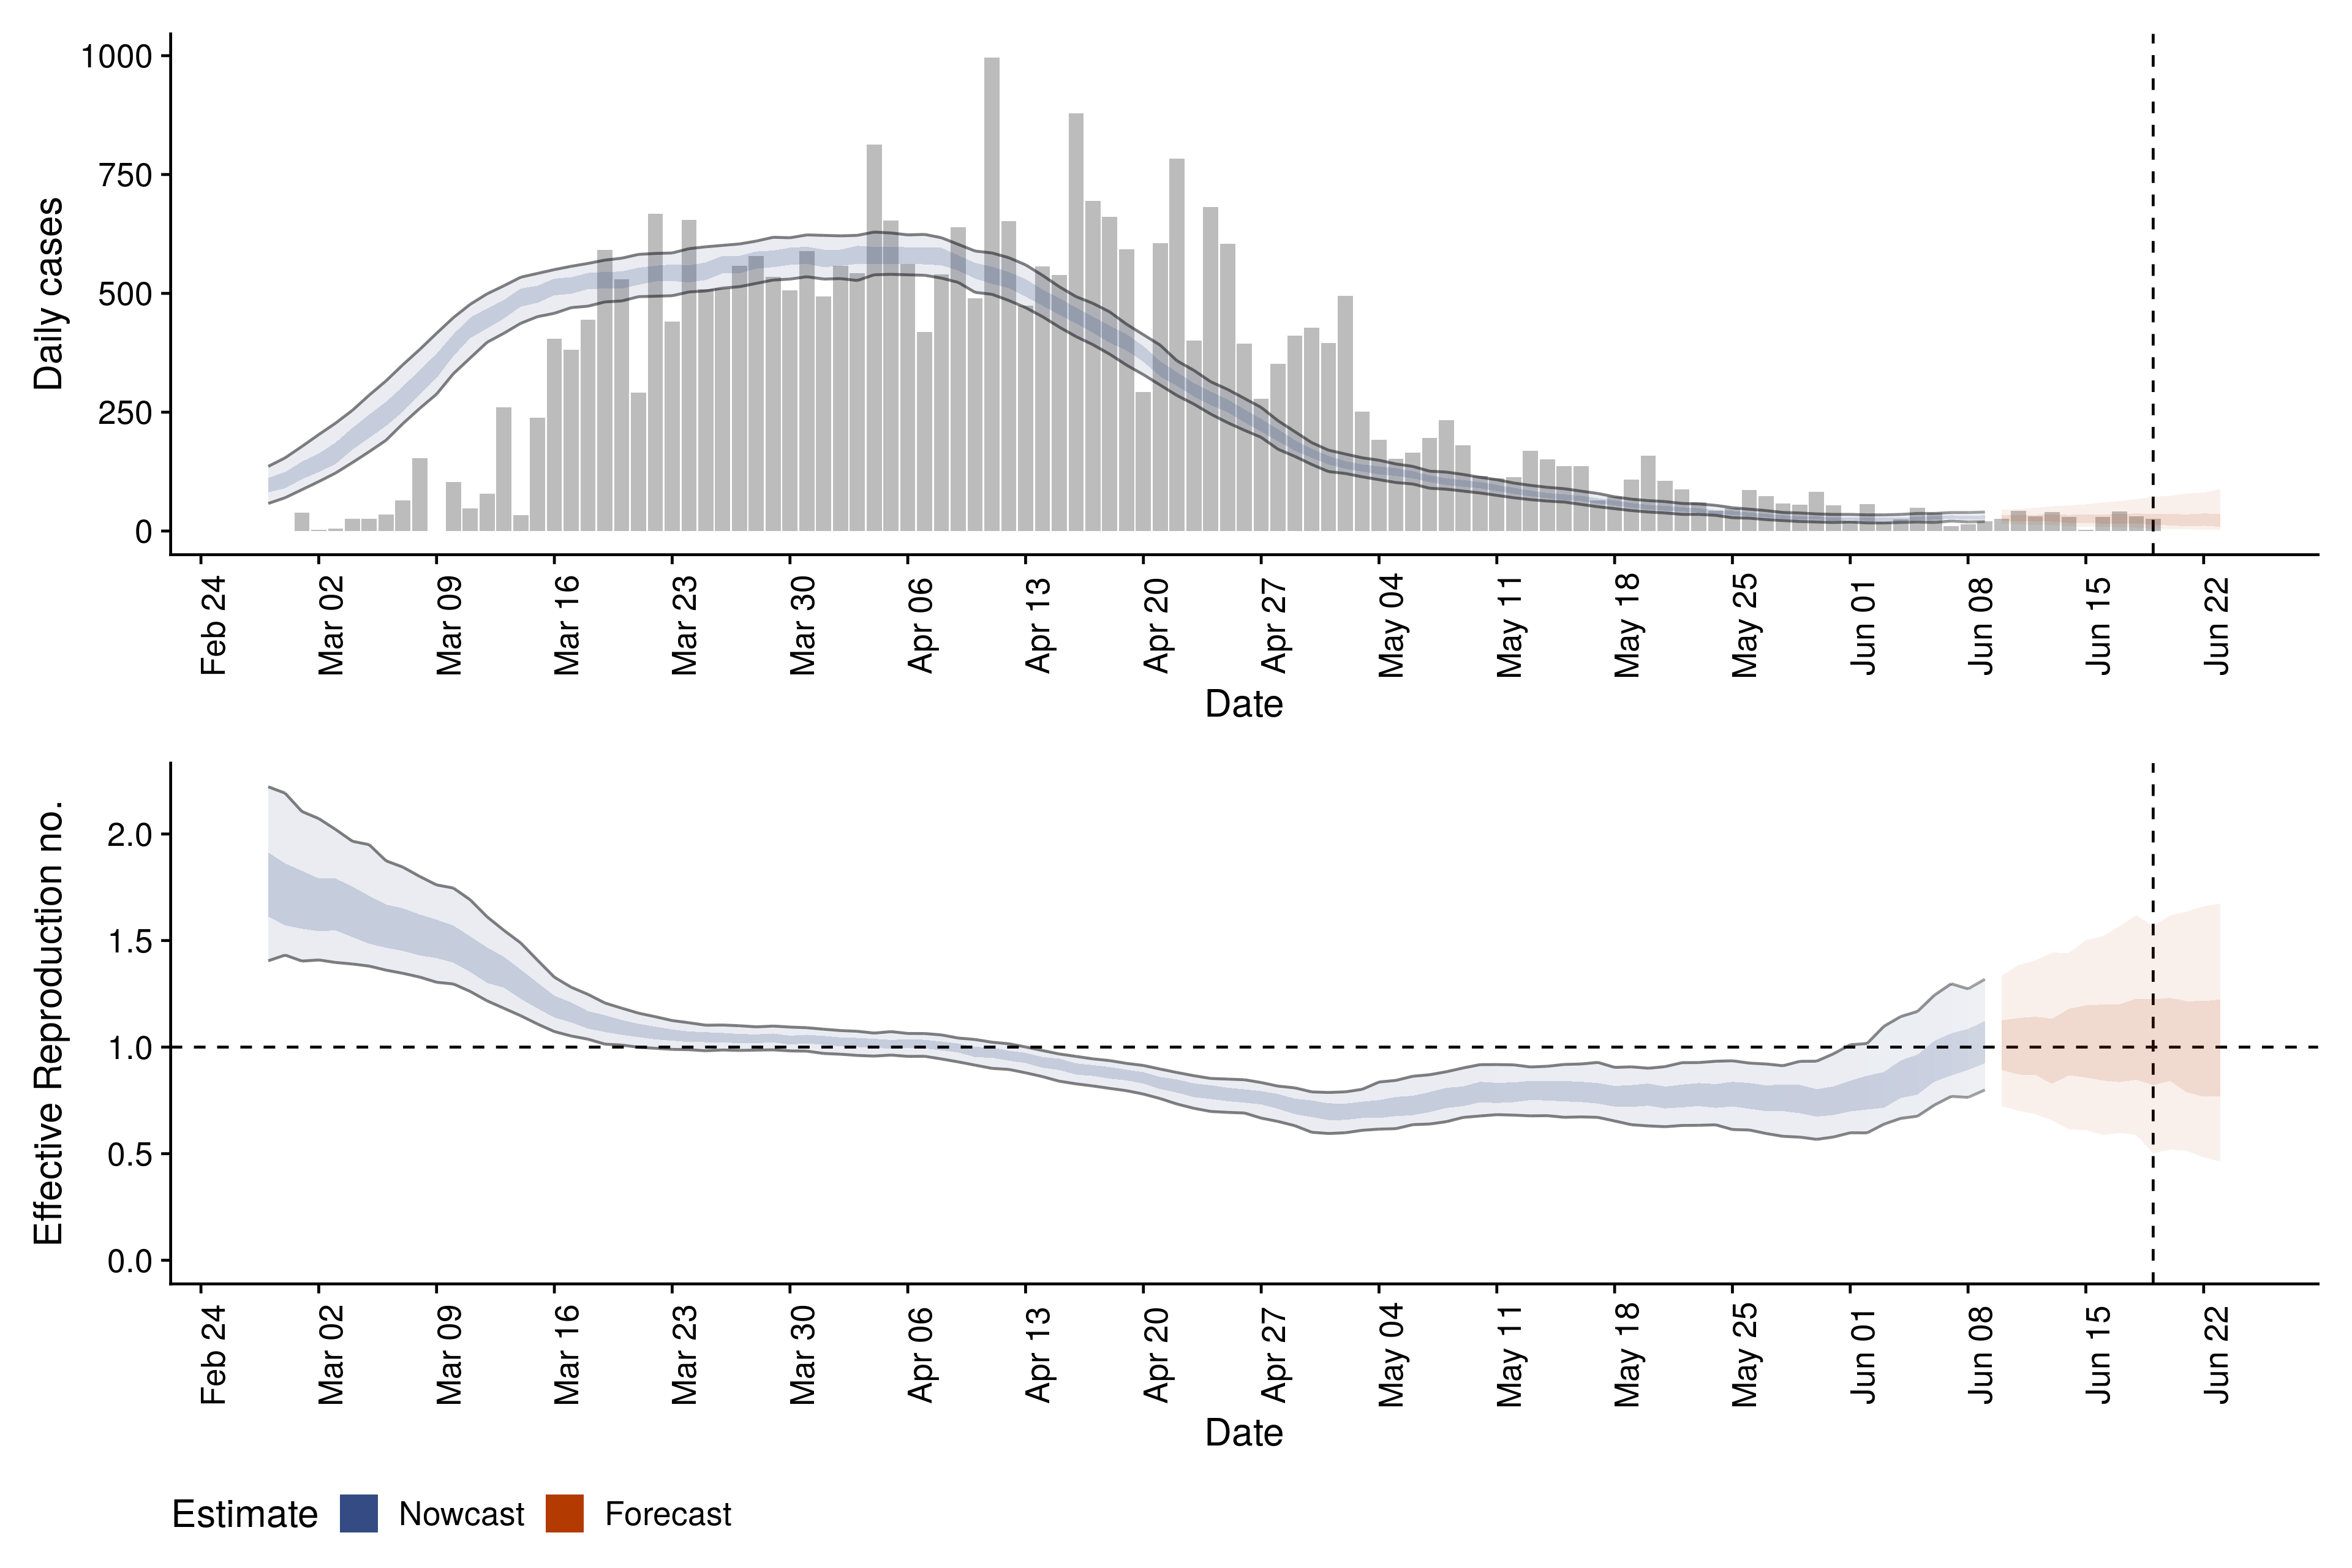 Daily cases
1000
750
500
250
0
Feb 24
Mar 02
Mar 09
Mar 16
Mar 23
Mar 30
Apr 06
Apr 13
Apr 20
Apr 27
May 04
May 11
May 18
May 25
Jun 01
Jun 08
Jun 15
Jun 22
Date
Effective Reproduction no.
2.0
1.5
1.0
0.5
0.0
Feb 24
Mar 02
Mar 09
Mar 16
Mar 23
Mar 30
Apr 06
Apr 13
Apr 20
Apr 27
May 04
May 11
May 18
May 25
Jun 01
Jun 08
Jun 15
Jun 22
Date
Estimate Nowcast Forecast